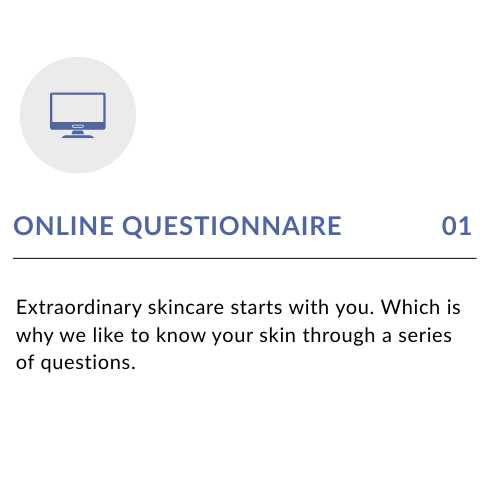 ONLINE QUESTIONNAIRE 01
Extraordinary skincare starts with you. Which is
why we like to know your skin through a series
of questions.